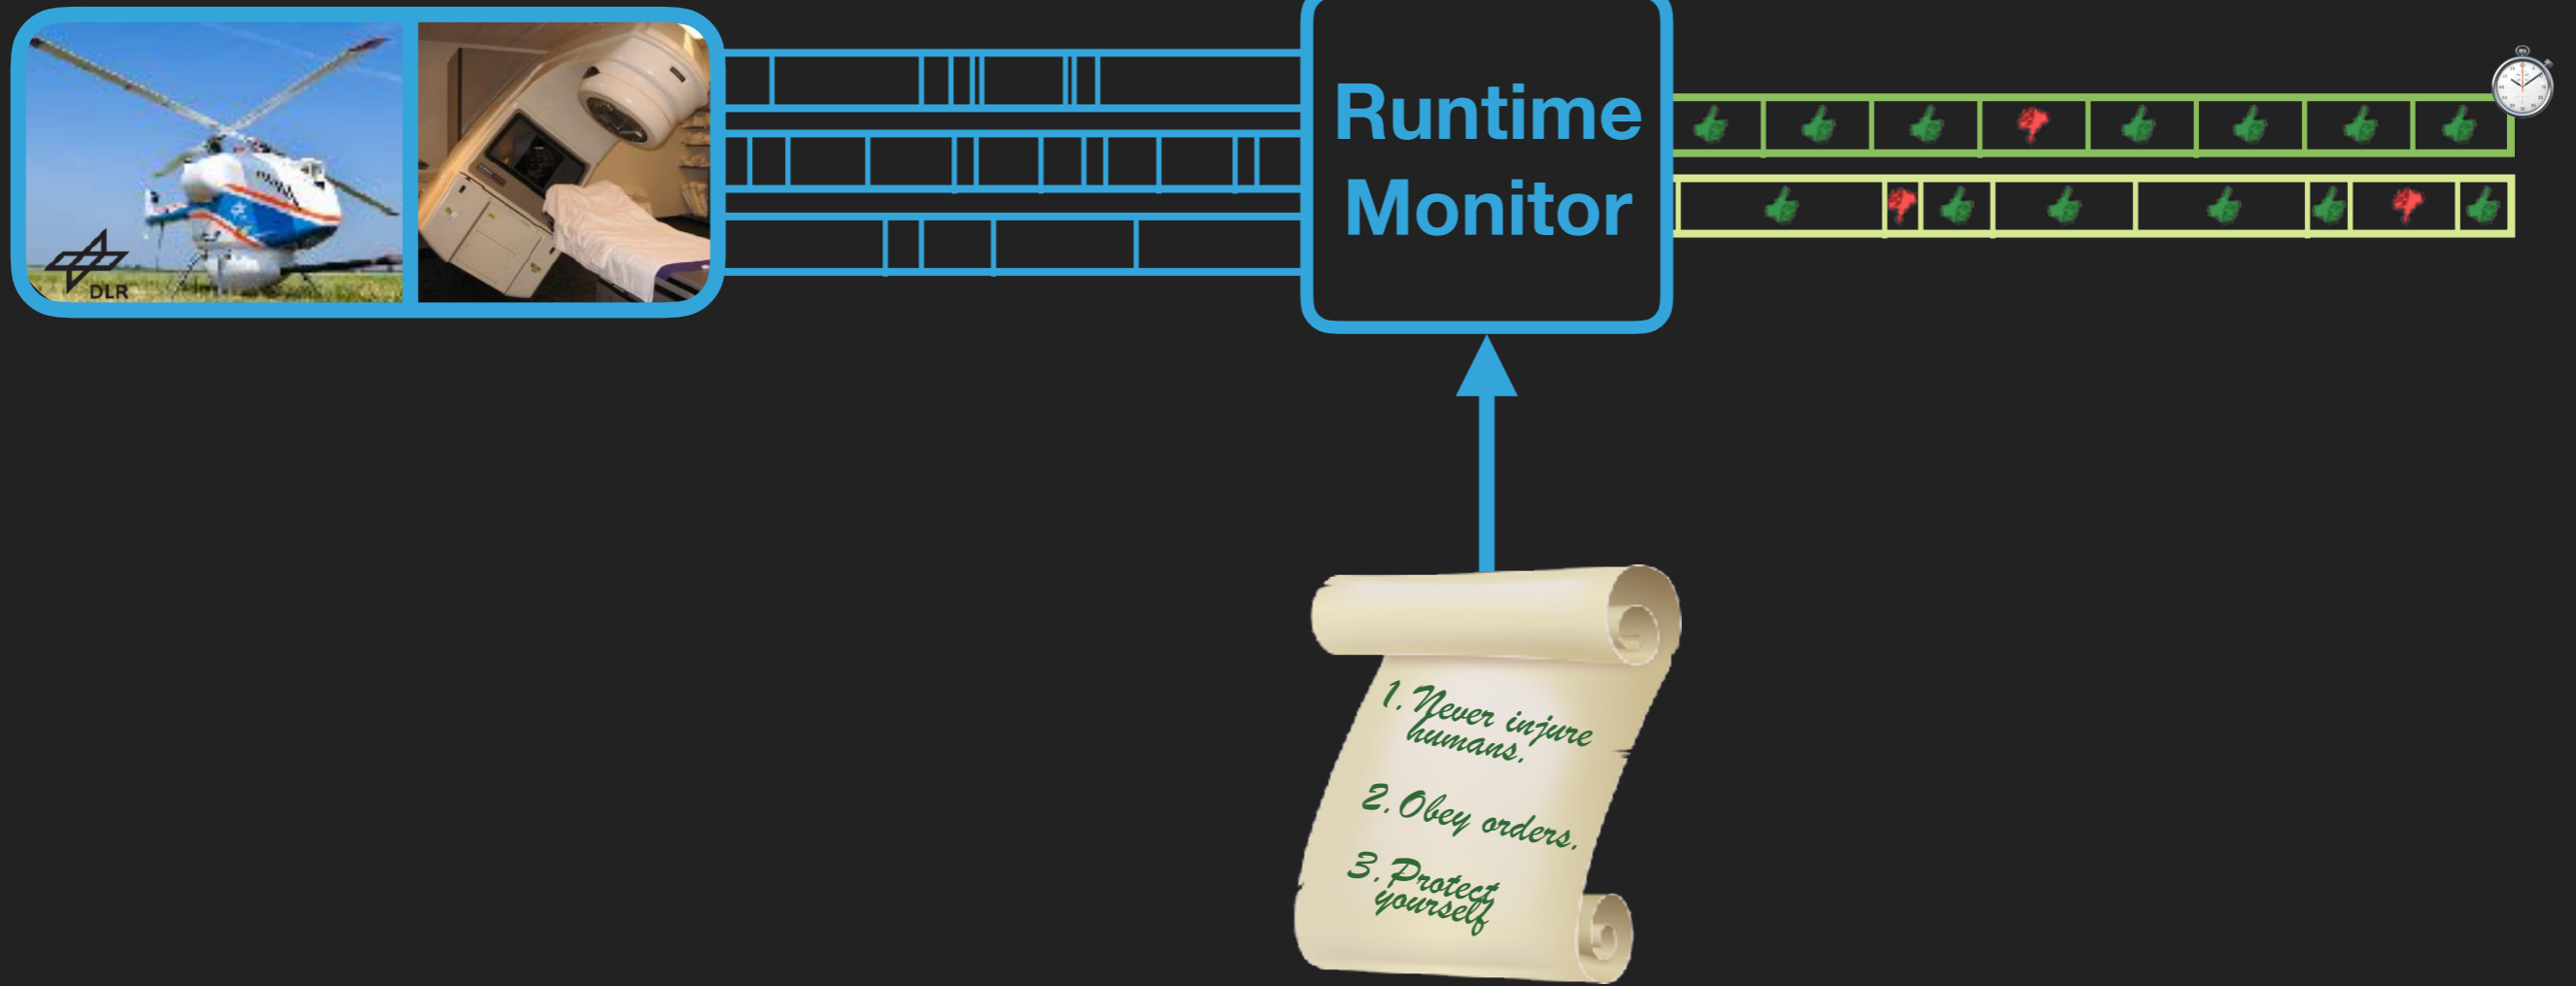 DLR
Runtime
Monitor
1. Never injure
humans.
2. Obey orders.
3. Protect
yourself